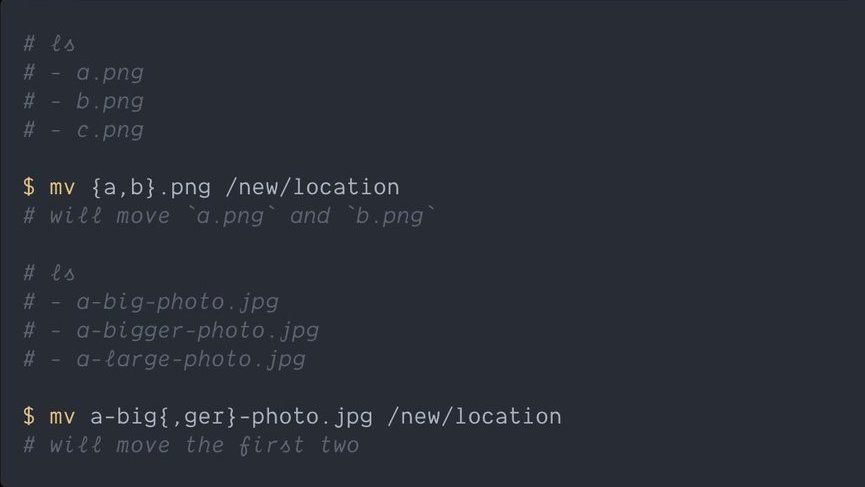 # ls
# - a.png
# - b.png
# - c.png
$ mv {a,b}.png /new/location
# will move `a.png` and `b.png`
# ls
# - a-big-photo.jpg
# - a-bigger-photo.jpg
# - a-large-photo.jpg
$ mv a-big{,ger}-photo.jpg /new/location
# will move the first two